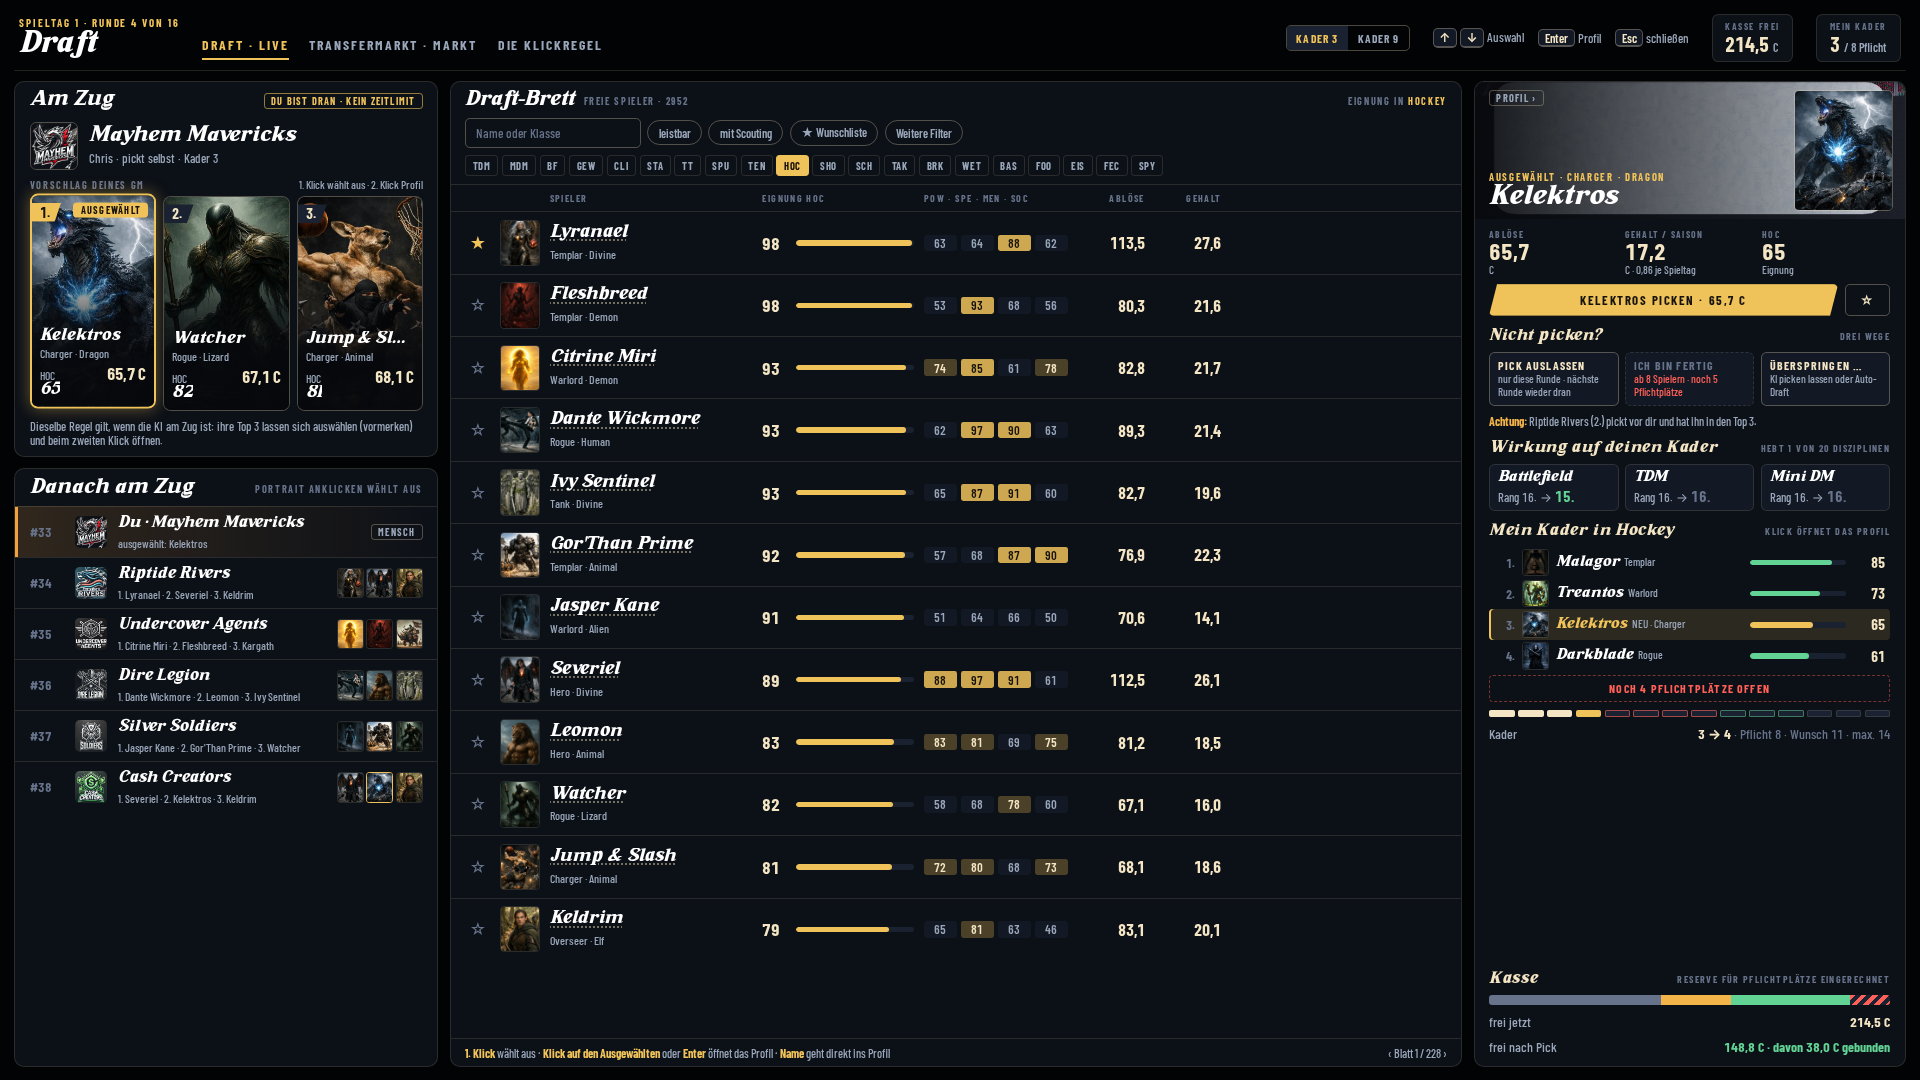 SPIELTAG 1 · RUNDE 4 VON 16
Draft
DRAFT · LIVE
TRANSFERMARKT · MARKT
DIE KLICKREGEL
KADER 3
KADER 9
↑ ↓ Auswahl
Enter Profil
Esc schließen
KASSE FREI
214,5 C
MEIN KADER
3 / 8 Pflicht
Am Zug
DU BIST DRAN · KEIN ZEITLIMIT
Mayhem Mavericks
Chris · pickt selbst · Kader 3
VORSCHLAG DEINES GM
1. Klick wählt aus · 2. Klick Profil
1.
AUSGEWÄHLT
Kelektros
Charger · Dragon
HOC
65
65,7 C
2.
Watcher
Rogue · Lizard
HOC
82
67,1 C
3.
Jump & Sl...
Charger · Animal
HOC
81
68,1 C
Dieselbe Regel gilt, wenn die KI am Zug ist: ihre Top 3 lassen sich auswählen (vormerken)
und beim zweiten Klick öffnen.
Danach am Zug
PORTRAIT ANKLICKEN WÄHLT AUS
#33
Du · Mayhem Mavericks
ausgewählt: Kelektros
MENSCH
#34
Riptide Rivers
1. Lyranael · 2. Severiel · 3. Keldrim
#35
Undercover Agents
1. Citrine Miri · 2. Fleshbreed · 3. Kargath
#36
Dire Legion
1. Dante Wickmore · 2. Leomon · 3. Ivy Sentinel
#37
Silver Soldiers
1. Jasper Kane · 2. Gor'Than Prime · 3. Watcher
#38
Cash Creators
1. Severiel · 2. Kelektros · 3. Keldrim
Draft-Brett
FREIE SPIELER · 2952
EIGNUNG IN HOCKEY
Name oder Klasse
leistbar
mit Scouting
★ Wunschliste
Weitere Filter
TDM MDM BF GEW CLI STA TT SPU TEN HOC SHO SCH TAK BRK WET BAS FOO EIS FEC SPY
SPIELER EIGNUNG HOC POW · SPE · MEN · SOC ABLÖSE GEHALT
Lyranael
Templar · Divine
98 63 64 88 62 113,5 27,6
Fleshbreed
Templar · Demon
98 53 93 68 56 80,3 21,6
Citrine Miri
Warlord · Demon
93 74 85 61 78 82,8 21,7
Dante Wickmore
Rogue · Human
93 62 97 90 63 89,3 21,4
Ivy Sentinel
Tank · Divine
93 65 87 91 60 82,7 19,6
Gor'Than Prime
Templar · Animal
92 57 68 87 90 76,9 22,3
Jasper Kane
Warlord · Alien
91 51 64 66 50 70,6 14,1
Severiel
Hero · Divine
89 88 97 91 61 112,5 26,1
Leomon
Hero · Animal
83 83 81 69 75 81,2 18,5
Watcher
Rogue · Lizard
82 58 68 78 60 67,1 16,0
Jump & Slash
Charger · Animal
81 72 80 68 73 68,1 18,6
Keldrim
Overseer · Elf
79 65 81 63 46 83,1 20,1
1. Klick wählt aus · Klick auf den Ausgewählten oder Enter öffnet das Profil · Name geht direkt ins Profil
‹ Blatt 1 / 228 ›
PROFIL ›
AUSGEWÄHLT · CHARGER · DRAGON
Kelektros
ABLÖSE
65,7
C
GEHALT / SAISON
17,2
C · 0,86 je Spieltag
HOC
65
Eignung
KELEKTROS PICKEN · 65,7 C
☆
Nicht picken?
DREI WEGE
PICK AUSLASSEN
nur diese Runde · nächste
Runde wieder dran
ICH BIN FERTIG
ab 8 Spielern · noch 5
Pflichtplätze
ÜBERSPRINGEN ...
KI picken lassen oder Auto-
Draft
Achtung: Riptide Rivers (2.) pickt vor dir und hat ihn in den Top 3.
Wirkung auf deinen Kader
HEBT 1 VON 20 DISZIPLINEN
Battlefield
Rang 16. → 15.
TDM
Rang 16. → 16.
Mini DM
Rang 16. → 16.
Mein Kader in Hockey
KLICK ÖFFNET DAS PROFIL
1. Malagor Templar 85
2. Treantos Warlord 73
3. Kelektros NEU · Charger 65
4. Darkblade Rogue 61
NOCH 4 PFLICHTPLÄTZE OFFEN
Kader
3 → 4 · Pflicht 8 · Wunsch 11 · max. 14
Kasse
RESERVE FÜR PFLICHTPLÄTZE EINGERECHNET
frei jetzt
214,5 C
frei nach Pick
148,8 C · davon 38,0 C gebunden